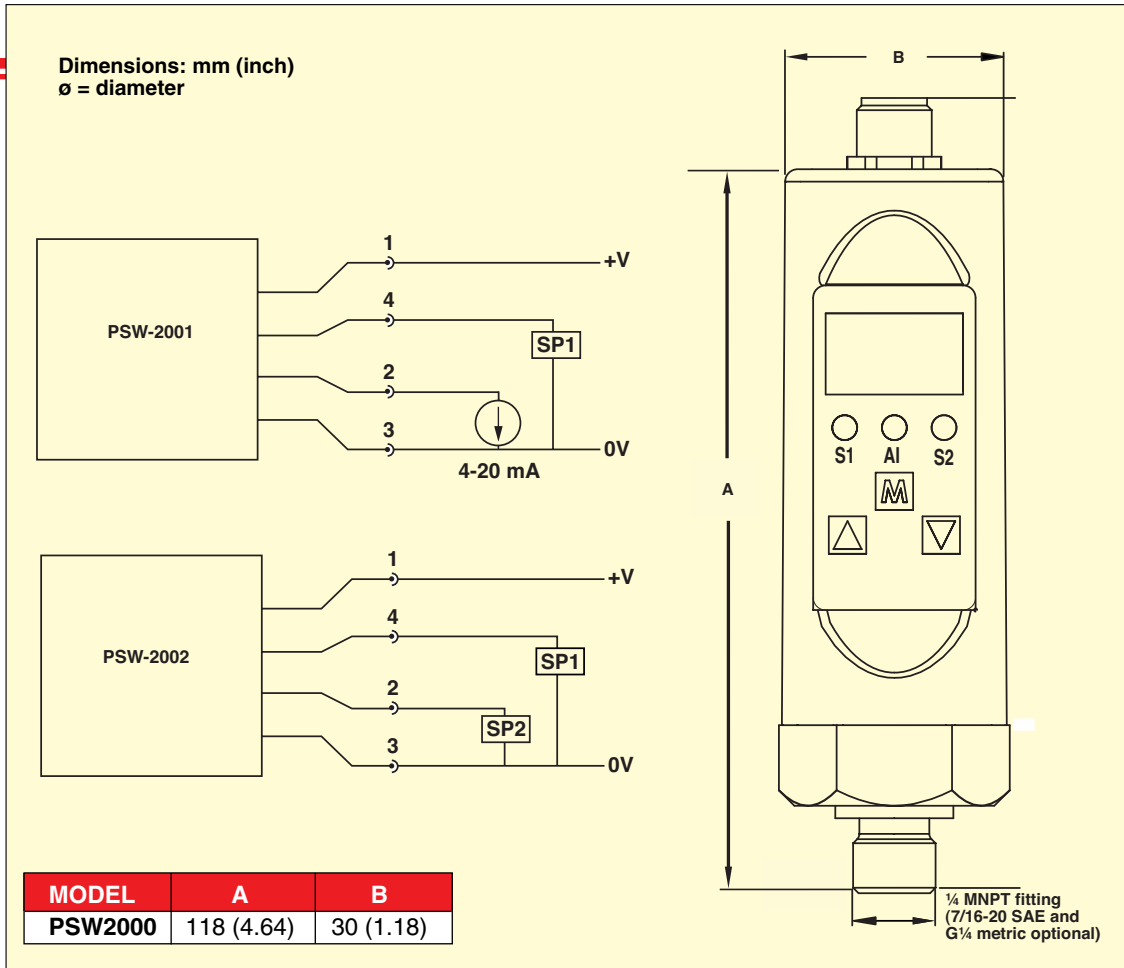 Dimensions: mm (inch)
ø = diameter
PSW-2001
1
+V
4
SP1
2
3
0V
4-20 mA
PSW-2002
1
+V
4
SP1
2
SP2
3
0V
MODEL A B
PSW2000 118 (4.64) 30 (1.18)
B
A
S1 AI S2
M
¼ MNPT fitting
(7/16-20 SAE and
G¼ metric optional)